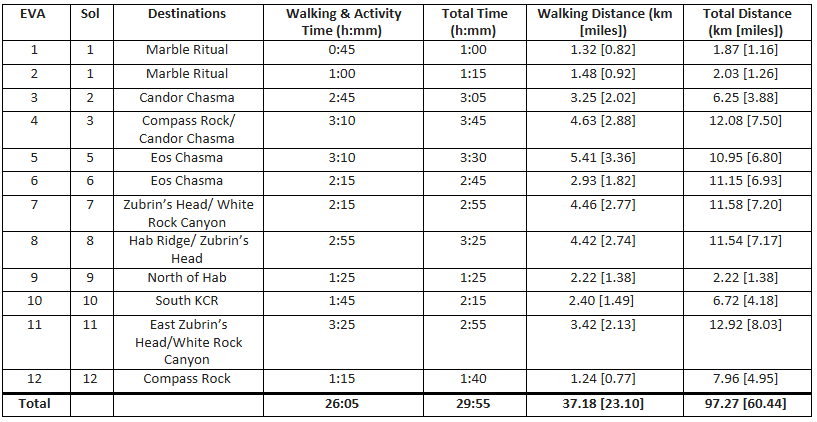 EVA Sol Destinations Walking & Activity Time (h:mm) Total Time (h:mm) Walking Distance (km [miles]) Total Distance (km [miles])
1 1 Marble Ritual 0:45 1:00 1.32 [0.82] 1.87 [1.16]
2 1 Marble Ritual 1:00 1:15 1.48 [0.92] 2.03 [1.26]
3 2 Candor Chasma 2:45 3:05 3.25 [2.02] 6.25 [3.88]
4 3 Compass Rock/ Candor Chasma 3:10 3:45 4.63 [2.88] 12.08 [7.50]
5 5 Eos Chasma 3:10 3:30 5.41 [3.36] 10.95 [6.80]
6 6 Eos Chasma 2:15 2:45 2.93 [1.82] 11.15 [6.93]
7 7 Zubrin's Head/ White Rock Canyon 2:15 2:55 4.46 [2.77] 11.58 [7.20]
8 8 Hab Ridge/ Zubrin's Head 2:55 3:25 4.42 [2.74] 11.54 [7.17]
9 9 North of Hab 1:25 1:25 2.22 [1.38] 2.22 [1.38]
10 10 South KCR 1:45 2:15 2.40 [1.49] 6.72 [4.18]
11 11 East Zubrin's Head/White Rock Canyon 3:25 2:55 3.42 [2.13] 12.92 [8.03]
12 12 Compass Rock 1:15 1:40 1.24 [0.77] 7.96 [4.95]
Total 26:05 29:55 37.18 [23.10] 97.27 [60.44]